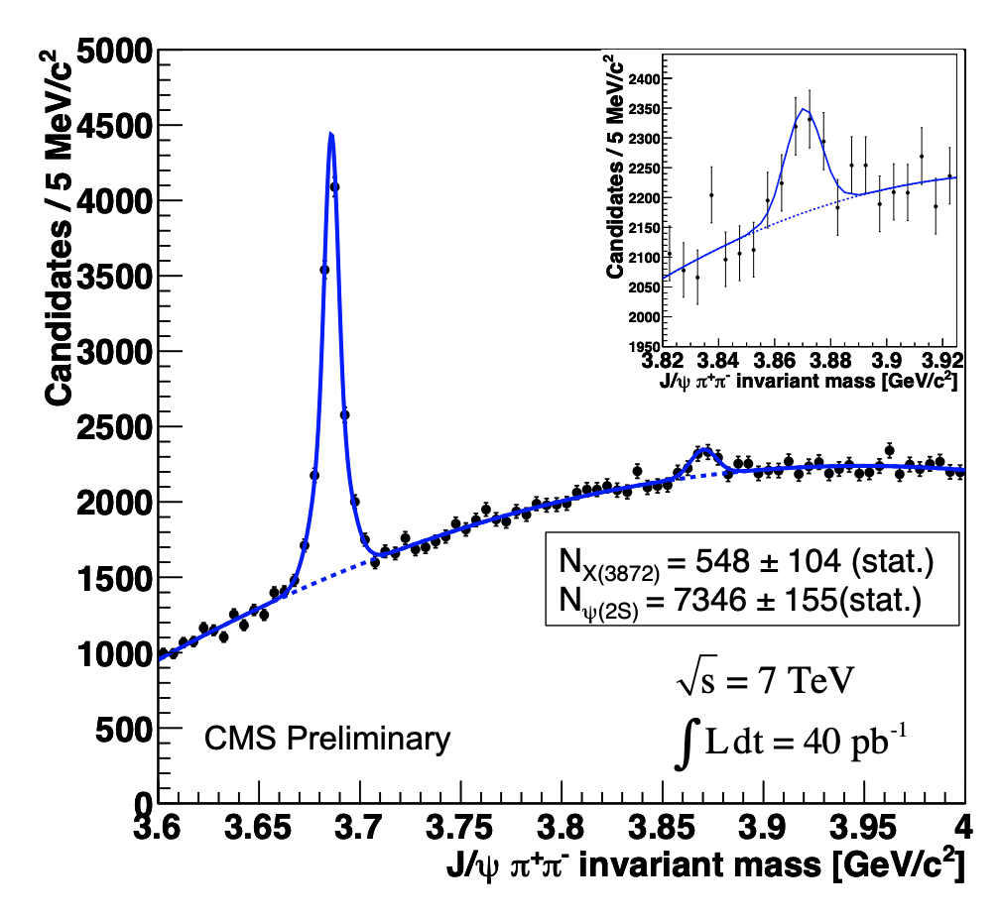 Candidates / 5 MeV/c²
5000
4500
4000
3500
3000
2500
2000
1500
1000
500
0
3.6 3.65 3.7 3.75 3.8 3.85 3.9 3.95 4
J/ψ π⁺π⁻ invariant mass [GeV/c²]
Candidates / 5 MeV/c²
2400
2350
2300
2250
2200
2150
2100
2050
2000
1950
3.82 3.84 3.86 3.88 3.9 3.92
J/ψ π⁺π⁻ invariant mass [GeV/c²]
N_X(3872) = 548 ± 104 (stat.)
N_ψ(2S) = 7346 ± 155(stat.)
√s = 7 TeV
∫ L dt = 40 pb⁻¹
CMS Preliminary